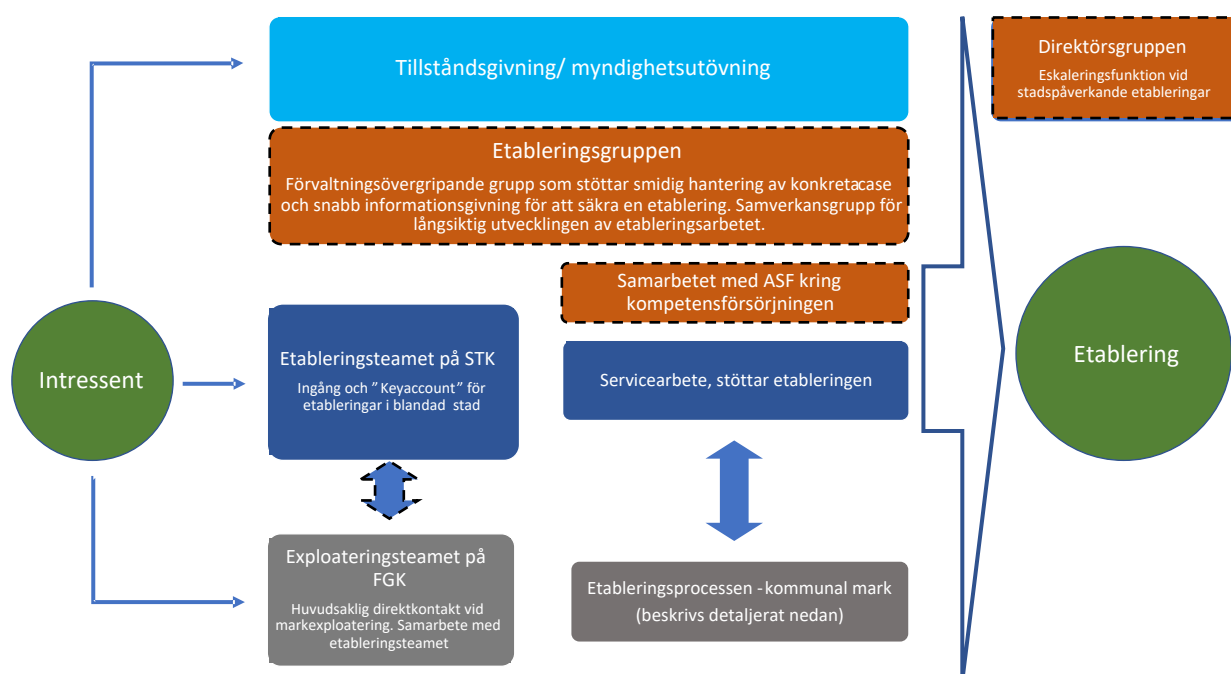 Tillståndsgivning/ myndighetsutövning
Direktörsgruppen
Eskaleringsfunktion vid
stadspåverkande etableringar
Etableringsgruppen
Förvaltningsövergripande grupp som stöttar smidig hantering av konkretacase
och snabb informationsgivning för att säkra en etablering. Samverkansgrupp för
långsiktig utvecklingen av etableringsarbetet.
Samarbetet med ASF kring
kompetensförsörjningen
Intressent
Etableringsteamet på STK
Ingång och ”Keyaccount” för
etableringar i blandad stad
Servicearbete, stöttar etableringen
Etablering
Exploateringsteamet på
FGK
Huvudsaklig direktkontakt vid
markexploatering. Samarbete med
etableringsteamet
Etableringsprocessen - kommunal mark
(beskrivs detaljerat nedan)